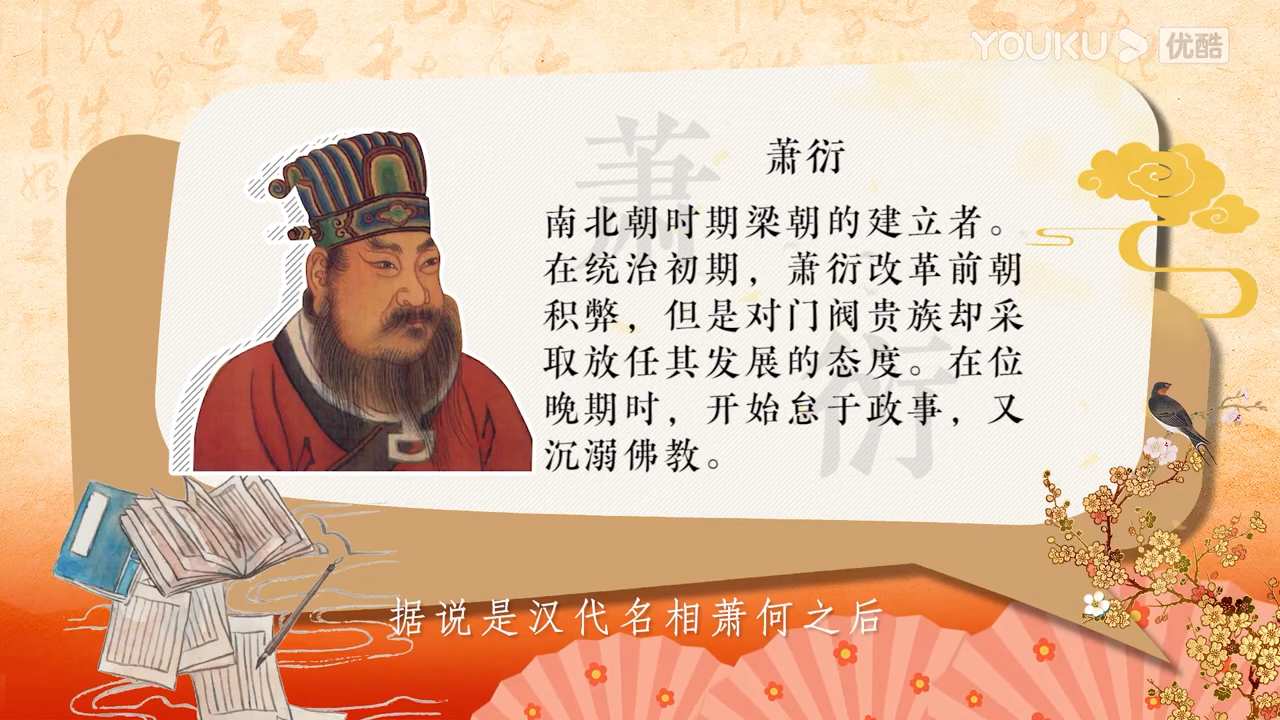 YOUKU 优酷
萧衍
南北朝时期梁朝的建立者。
在统治初期，萧衍改革前朝
积弊，但是对门阀贵族却采
取放任其发展的态度。在位
晚期时，开始怠于政事，又
沉溺佛教。
萧
衍
据说是汉代名相萧何之后